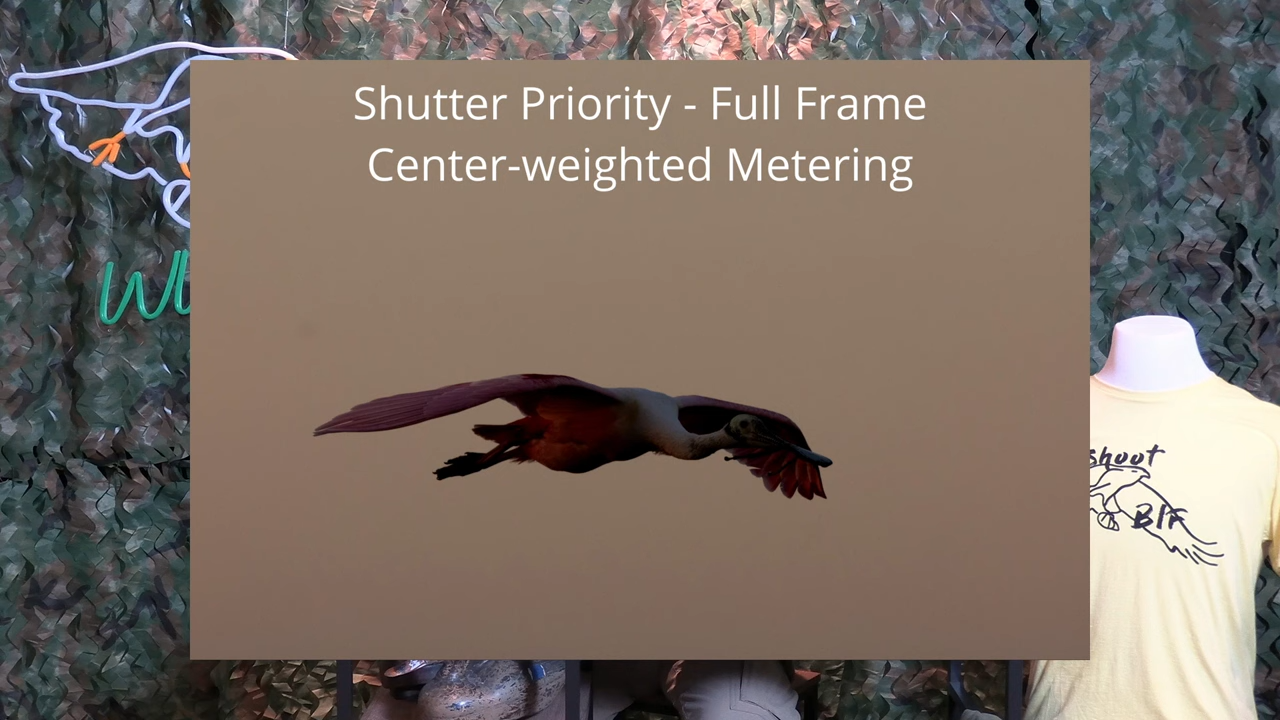 Shutter Priority - Full Frame
Center-weighted Metering
shoot
BIF